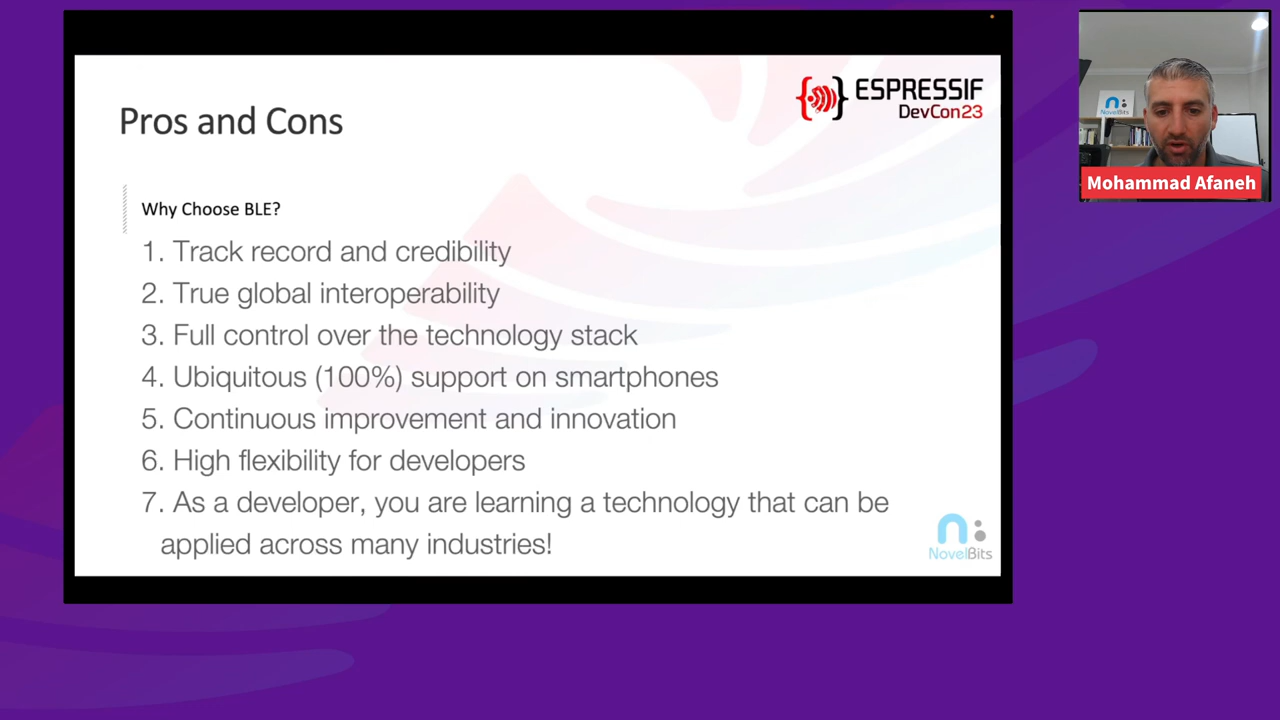 Pros and Cons
ESPRESSIF
DevCon23
Why Choose BLE?
1. Track record and credibility
2. True global interoperability
3. Full control over the technology stack
4. Ubiquitous (100%) support on smartphones
5. Continuous improvement and innovation
6. High flexibility for developers
7. As a developer, you are learning a technology that can be
applied across many industries!
NovelBits
NovelBits
Mohammad Afaneh